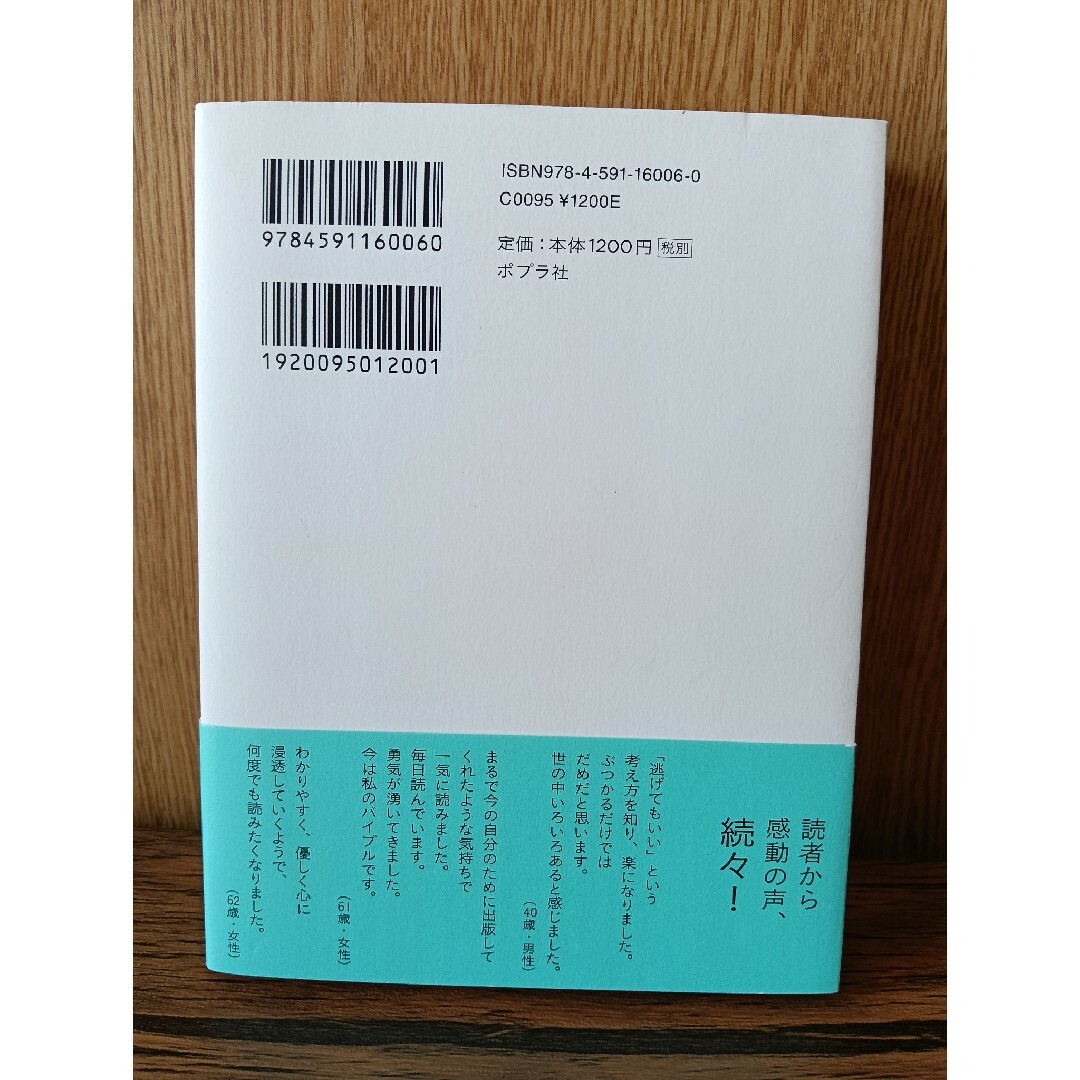 9784591160060
1920095012001
ISBN978-4-591-16006-0
C0095 ¥1200E
定価：本体1200円 税別
ポプラ社
読者から
感動の声、
続々！
「逃げてもいい」という
考え方を知り、楽になりました。
ぶつかるだけでは
だめだと思います。
世の中いろいろあると感じました。
（40歳・男性）
まるで今の自分のために出版して
くれたような気持ちで
一気に読みました。
毎日読んでいます。
勇気が湧いてきました。
今は私のバイブルです。
（61歳・女性）
わかりやすく、優しく心に
浸透していくようで、
何度でも読みたくなりました。
（62歳・女性）